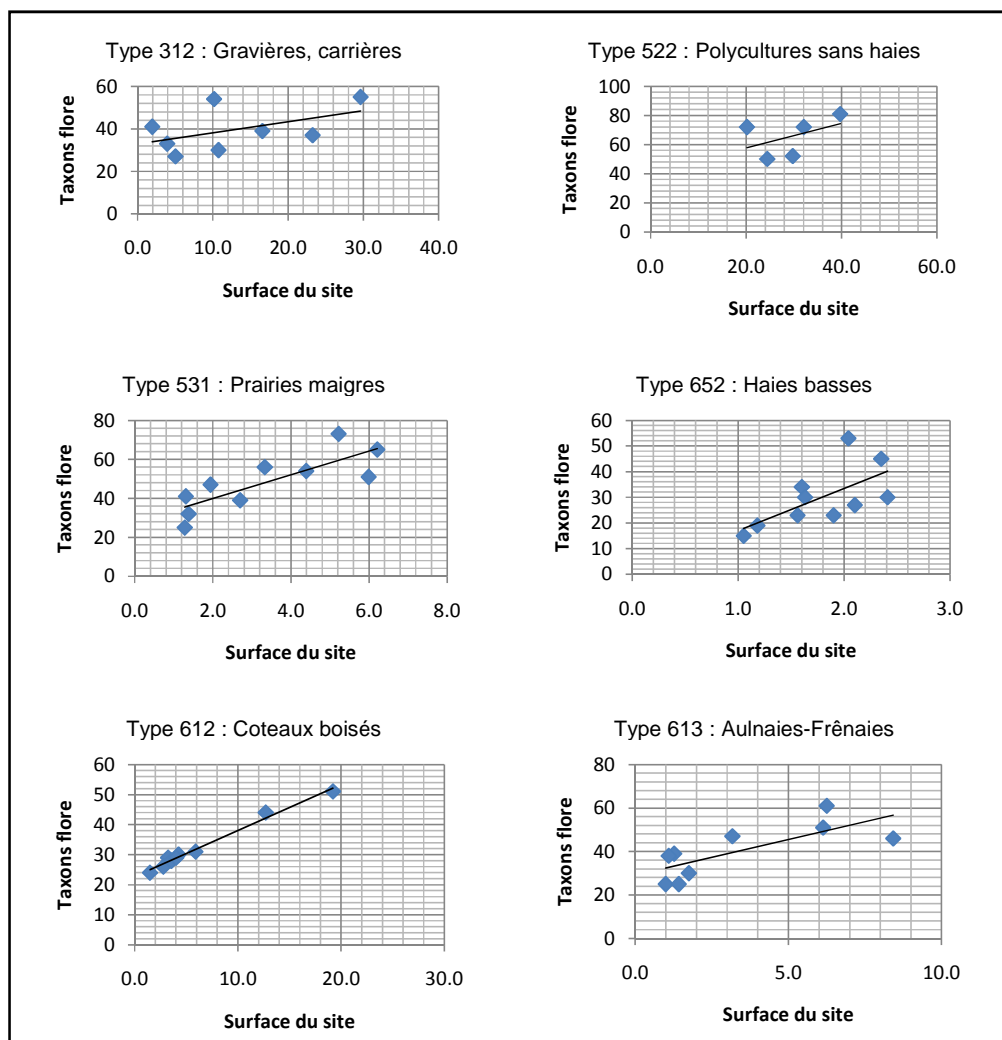 Type 312 : Gravières, carrières
Taxons flore
60
40
20
0
0.0 10.0 20.0 30.0 40.0
Surface du site
Type 522 : Polycultures sans haies
Taxons flore
100
80
60
40
20
0
0.0 20.0 40.0 60.0
Surface du site
Type 531 : Prairies maigres
Taxons flore
80
60
40
20
0
0.0 2.0 4.0 6.0 8.0
Surface du site
Type 652 : Haies basses
Taxons flore
60
50
40
30
20
10
0
0.0 1.0 2.0 3.0
Surface du site
Type 612 : Coteaux boisés
Taxons flore
60
50
40
30
20
10
0
0.0 10.0 20.0 30.0
Surface du site
Type 613 : Aulnaies-Frênaies
Taxons flore
80
60
40
20
0
0.0 5.0 10.0
Surface du site